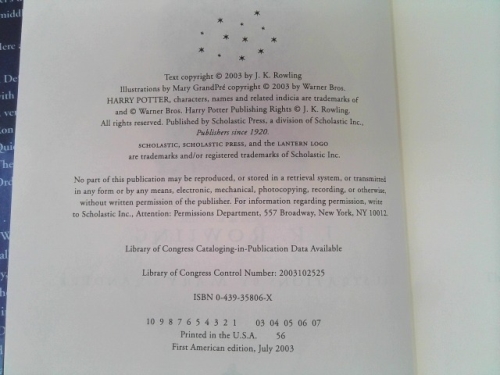 Text copyright © 2003 by J. K. Rowling
Illustrations by Mary GrandPré copyright © 2003 by Warner Bros.
HARRY POTTER, characters, names and related indicia are trademarks of
and © Warner Bros. Harry Potter Publishing Rights © J. K. Rowling.
All rights reserved. Published by Scholastic Press, a division of Scholastic Inc.,
Publishers since 1920.
SCHOLASTIC, SCHOLASTIC PRESS, and the LANTERN LOGO
are trademarks and/or registered trademarks of Scholastic Inc.
No part of this publication may be reproduced, or stored in a retrieval system, or transmitted
in any form or by any means, electronic, mechanical, photocopying, recording, or otherwise,
without written permission of the publisher. For information regarding permission, write
to Scholastic Inc., Attention: Permissions Department, 557 Broadway, New York, NY 10012.
Library of Congress Cataloging-in-Publication Data Available
Library of Congress Control Number: 2003102525
ISBN 0-439-35806-X
10 9 8 7 6 5 4 3 2 1 03 04 05 06 07
Printed in the U.S.A. 56
First American edition, July 2003